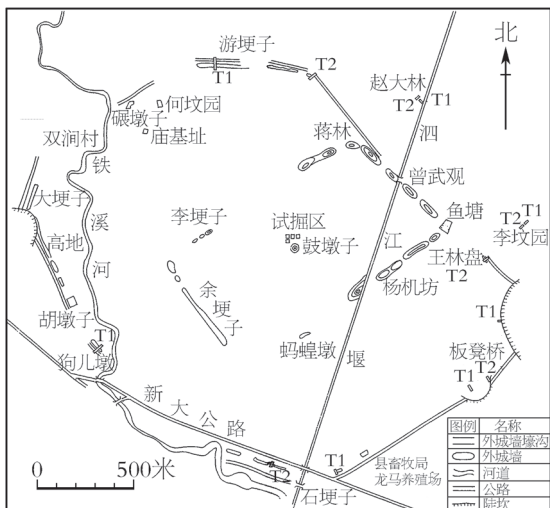 北
游埂子
T1
T2
赵大林
T2 T1
何坟园
碾墩子
庙基址
双涧村
蒋林
泗江堰
曾武观
铁溪河
大埂子
高地
李埂子
试掘区
鼓墩子
鱼塘
T2 T1
李坟园
王林盘
T2
杨机坊
余埂子
胡墩子
T1
狗儿墩
蚂蝗墩
T1
板凳桥
T1 T2
新大公路
T1
T2
石埂子
县畜牧局
龙马养殖场
0 500米
图例 名称
外城墙壕沟
外城墙
河道
公路
陡坎